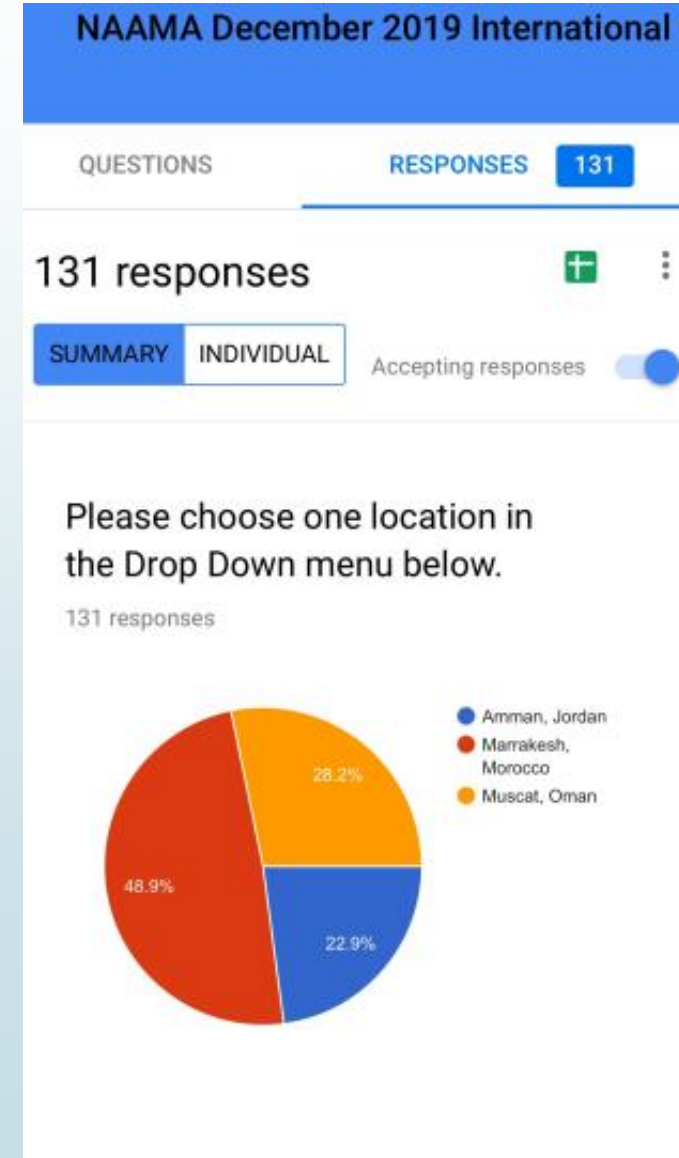 NAAMA December 2019 International
QUESTIONS RESPONSES 131
131 responses
SUMMARY INDIVIDUAL Accepting responses
Please choose one location in
the Drop Down menu below.
131 responses
Amman, Jordan
Marrakesh,
Morocco
Muscat, Oman
28.2%
48.9%
22.9%